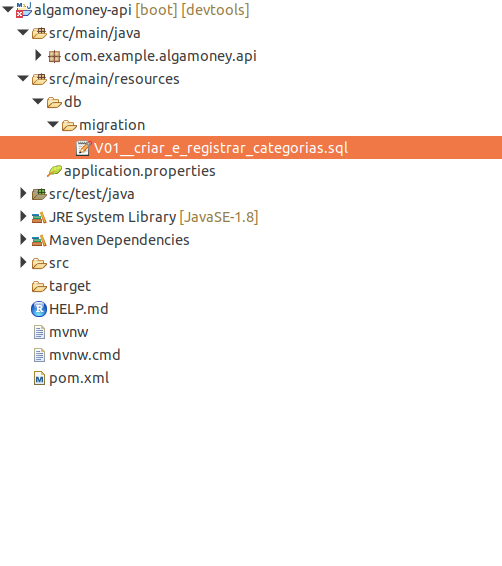 algamoney-api [boot] [devtools]
src/main/java
com.example.algamoney.api
src/main/resources
db
migration
V01__criar_e_registrar_categorias.sql
application.properties
src/test/java
JRE System Library [JavaSE-1.8]
Maven Dependencies
src
target
HELP.md
mvnw
mvnw.cmd
pom.xml